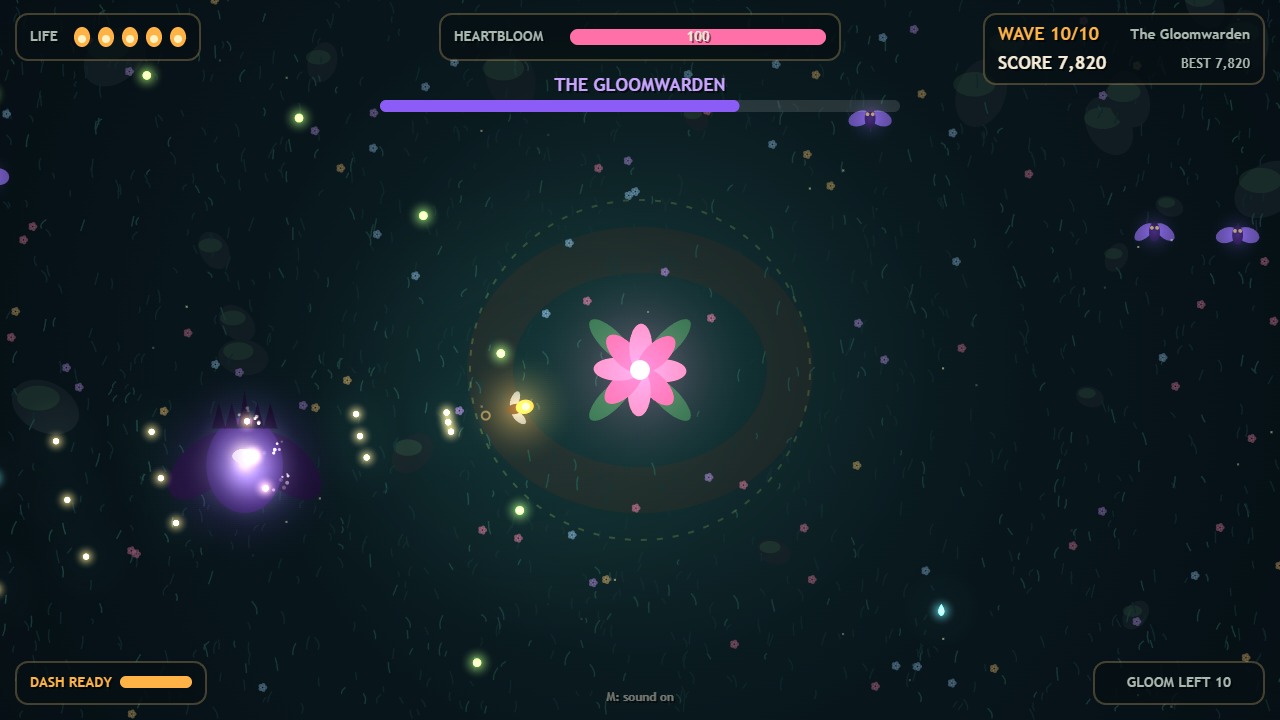 LIFE
HEARTBLOOM 100
WAVE 10/10 The Gloomwarden
SCORE 7,820 BEST 7,820
THE GLOOMWARDEN
DASH READY
M: sound on
GLOOM LEFT 10